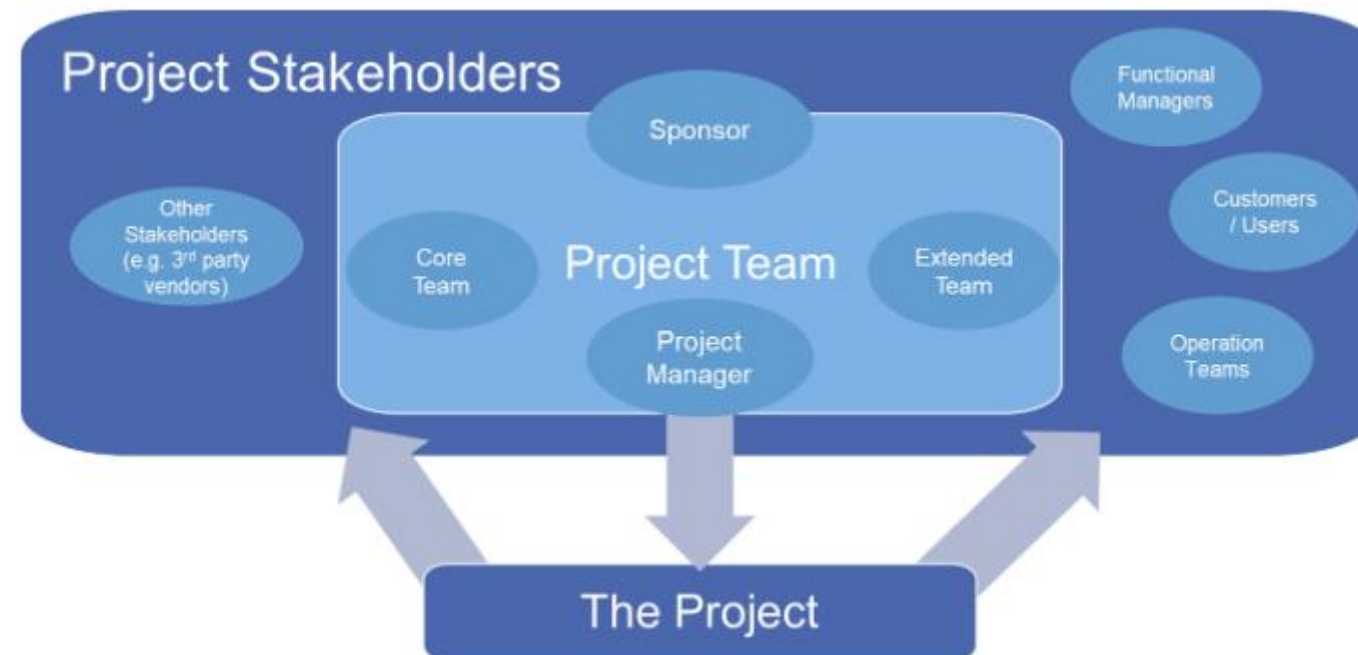 Project Stakeholders
Functional
Managers
Sponsor
Customers
/ Users
Other
Stakeholders
(e.g. 3rd party
vendors)
Core
Team
Project Team
Extended
Team
Project
Manager
Operation
Teams
The Project